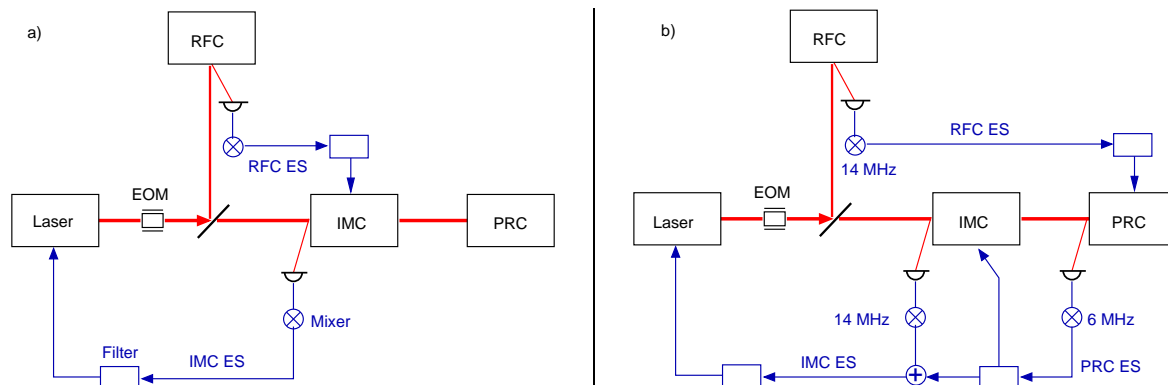 a)
RFC
RFC ES
EOM
Laser
IMC
PRC
Mixer
Filter
IMC ES
b)
RFC
RFC ES
14 MHz
EOM
Laser
IMC
PRC
14 MHz
6 MHz
IMC ES
PRC ES